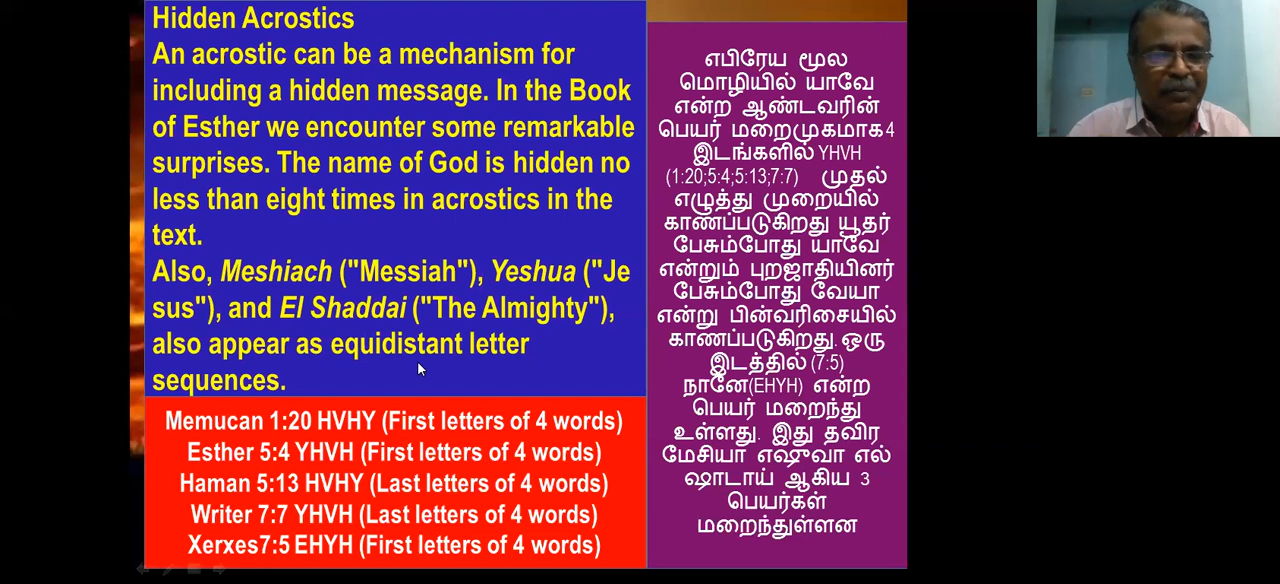 Hidden Acrostics
An acrostic can be a mechanism for
including a hidden message. In the Book
of Esther we encounter some remarkable
surprises. The name of God is hidden no
less than eight times in acrostics in the
text.
Also, Meshiach ("Messiah"), Yeshua ("Je
sus"), and El Shaddai ("The Almighty"),
also appear as equidistant letter
sequences.
Memucan 1:20 HVHY (First letters of 4 words)
Esther 5:4 YHVH (First letters of 4 words)
Haman 5:13 HVHY (Last letters of 4 words)
Writer 7:7 YHVH (Last letters of 4 words)
Xerxes7:5 EHYH (First letters of 4 words)
எபிரேய மூல
மொழியில் யாவே
என்ற ஆண்டவரின்
பெயர் மறைமுகமாக4
இடங்களில் YHVH
(1:20;5:4;5:13;7:7) முதல்
எழுத்து முறையில்
காணப்படுகிறது யூதர்
பேசும்போது யாவே
என்றும் புறஜாதியினர்
பேசும்போது வேயா
என்று பின்வரிசையில்
காணப்படுகிறது. ஒரு
இடத்தில் (7:5)
நானே(EHYH) என்ற
பெயர் மறைந்து
உள்ளது. இது தவிர
மேசியா எஷுவா எல்
ஷாடாய் ஆகிய 3
பெயர்கள்
மறைந்துள்ளன